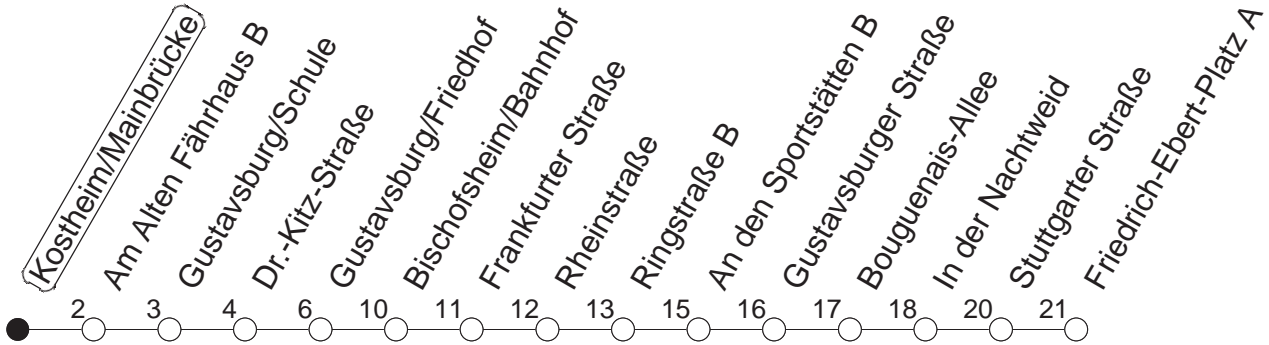 Kostheim/Mainbrücke
Am Alten Fährhaus B
Gustavsburg/Schule
Dr.-Kitz-Straße
Gustavsburg/Friedhof
Bischofsheim/Bahnhof
Frankfurter Straße
Rheinstraße
Ringstraße B
An den Sportstätten B
Gustavsburger Straße
Bouguenais-Allee
In der Nachtweid
Stuttgarter Straße
Friedrich-Ebert-Platz A
2 3 4 6 10 11 12 13 15 16 17 18 20 21